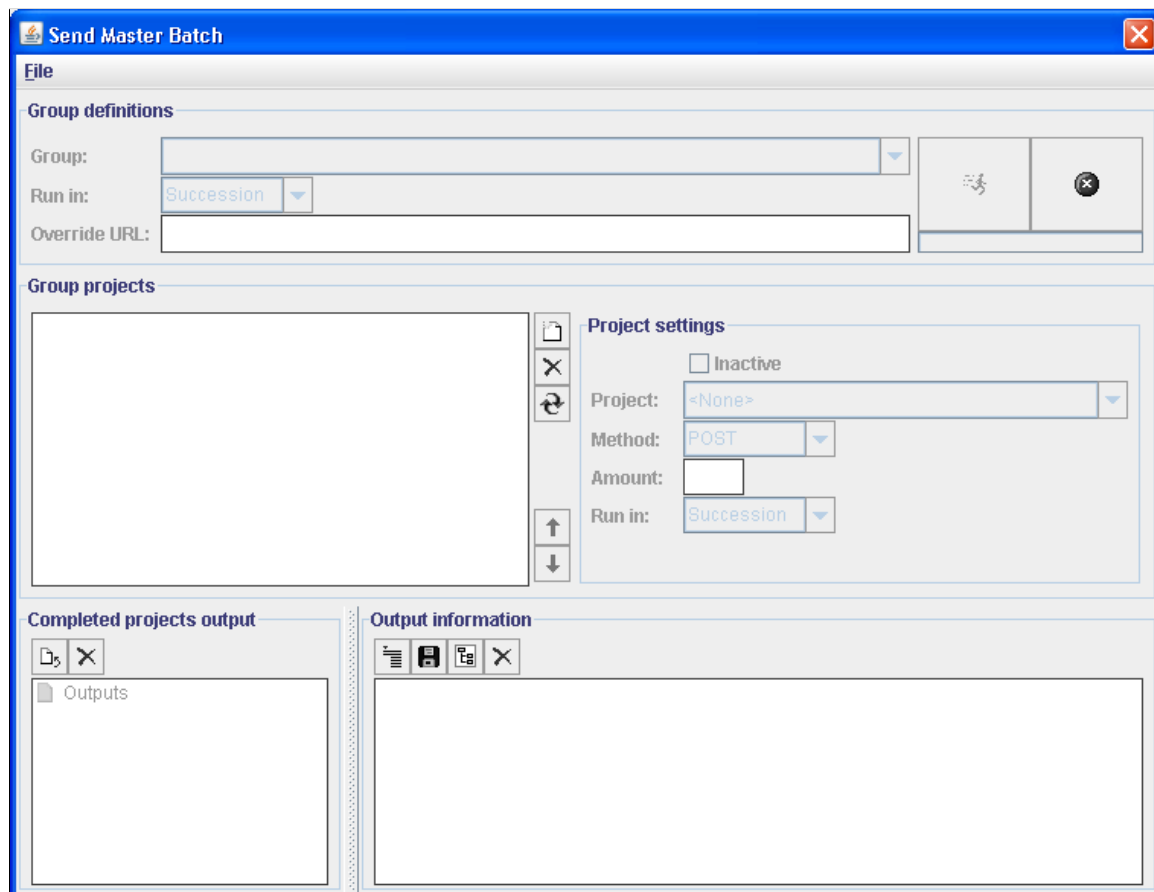 Send Master Batch
File
Group definitions
Group:
Run in: Succession
Override URL:
Group projects
Project settings
Inactive
Project: <None>
Method: POST
Amount:
Run in: Succession
Completed projects output
Output information
Outputs